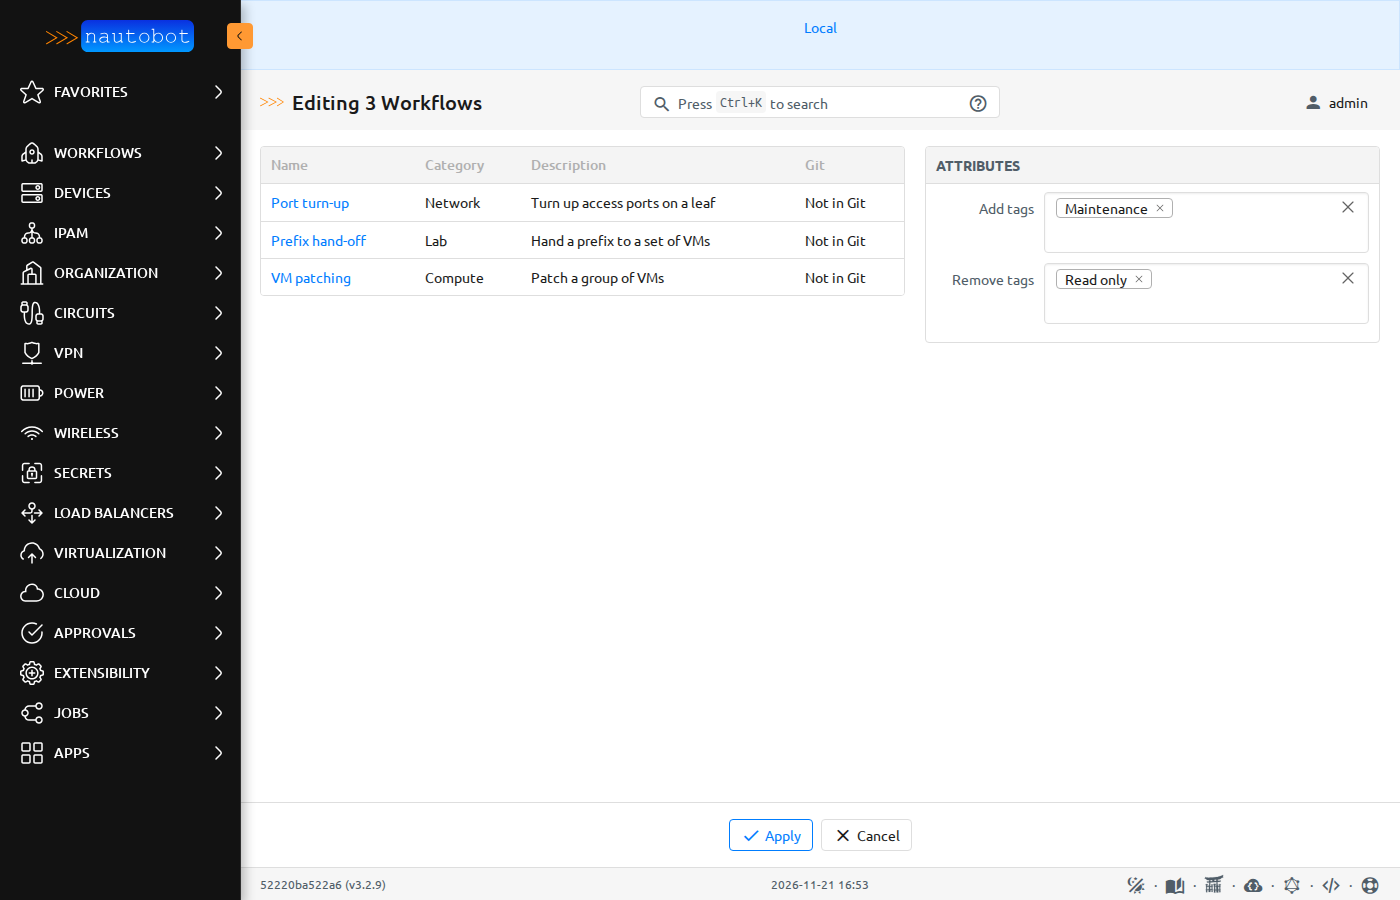 nautobot
Local
FAVORITES
Editing 3 Workflows
Press Ctrl+K to search
admin
WORKFLOWS
DEVICES
IPAM
ORGANIZATION
CIRCUITS
VPN
POWER
WIRELESS
SECRETS
LOAD BALANCERS
VIRTUALIZATION
CLOUD
APPROVALS
EXTENSIBILITY
JOBS
APPS
Name Category Description Git
Port turn-up Network Turn up access ports on a leaf Not in Git
Prefix hand-off Lab Hand a prefix to a set of VMs Not in Git
VM patching Compute Patch a group of VMs Not in Git
ATTRIBUTES
Add tags Maintenance
Remove tags Read only
Apply Cancel
52220ba522a6 (v3.2.9) 2026-11-21 16:53